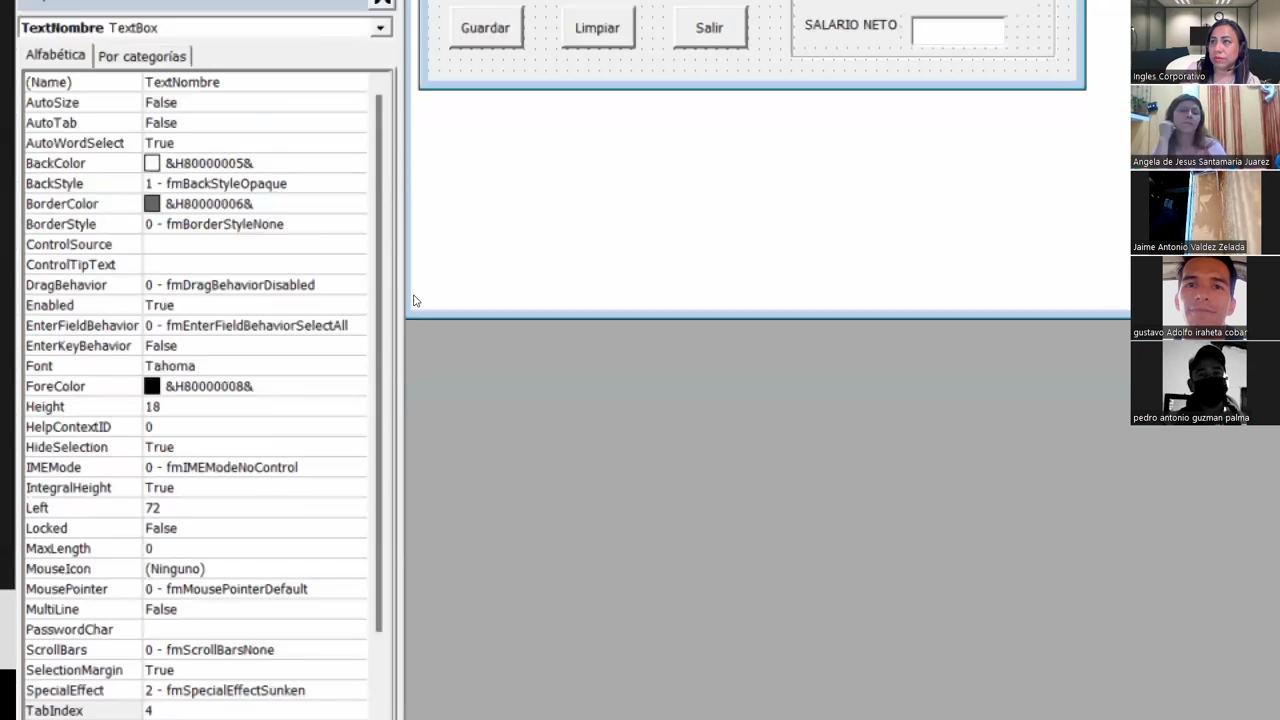 TextNombre TextBox
Alfabética Por categorías
(Name) TextNombre
AutoSize False
AutoTab False
AutoWordSelect True
BackColor &H80000005&
BackStyle 1 - fmBackStyleOpaque
BorderColor &H80000006&
BorderStyle 0 - fmBorderStyleNone
ControlSource
ControlTipText
DragBehavior 0 - fmDragBehaviorDisabled
Enabled True
EnterFieldBehavior 0 - fmEnterFieldBehaviorSelectAll
EnterKeyBehavior False
Font Tahoma
ForeColor &H80000008&
Height 18
HelpContextID 0
HideSelection True
IMEMode 0 - fmIMEModeNoControl
IntegralHeight True
Left 72
Locked False
MaxLength 0
MouseIcon (Ninguno)
MousePointer 0 - fmMousePointerDefault
MultiLine False
PasswordChar
ScrollBars 0 - fmScrollBarsNone
SelectionMargin True
SpecialEffect 2 - fmSpecialEffectSunken
TabIndex 4
Guardar Limpiar Salir SALARIO NETO
Ingles Corporativo
Angela de Jesus Santamaria Juarez
Jaime Antonio Valdez Zelada
gustavo Adolfo iraheta cobar
pedro antonio guzman palma